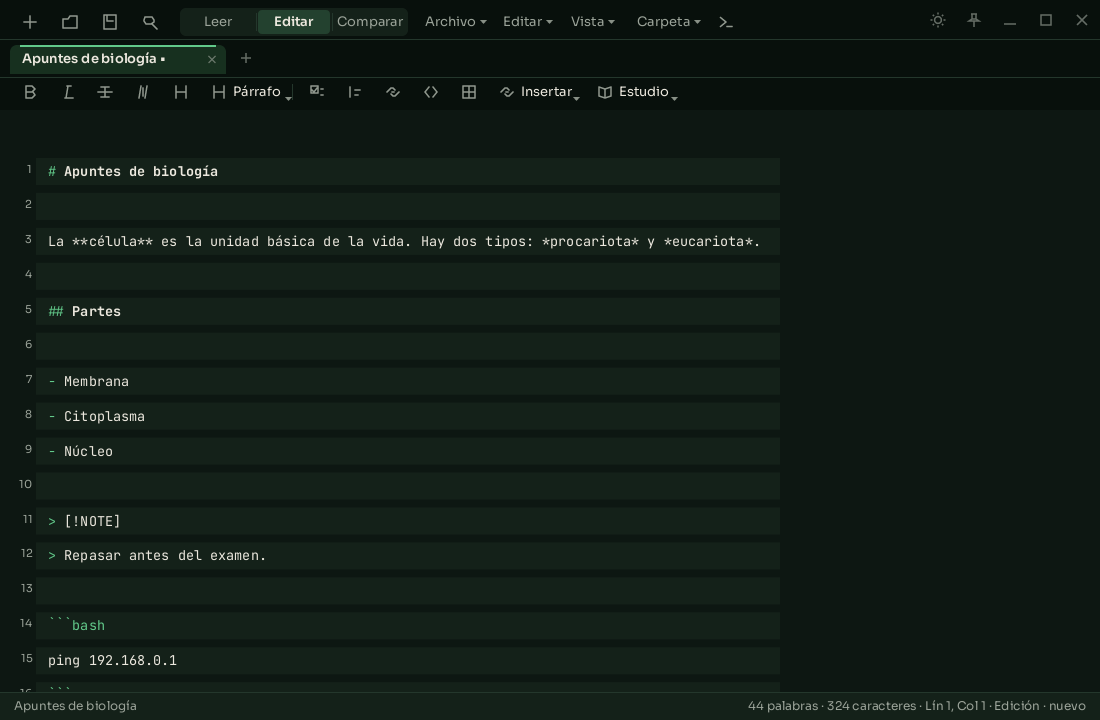 Leer Editar Comparar Archivo Editar Vista Carpeta
Apuntes de biología •
Párrafo Insertar Estudio
1 # Apuntes de biología
2
3 La **célula** es la unidad básica de la vida. Hay dos tipos: *procariota* y *eucariota*.
4
5 ## Partes
6
7 - Membrana
8 - Citoplasma
9 - Núcleo
10
11 > [!NOTE]
12 > Repasar antes del examen.
13
14 ```bash
15 ping 192.168.0.1
16 ```
Apuntes de biología 44 palabras · 324 caracteres · Lín 1, Col 1 · Edición · nuevo